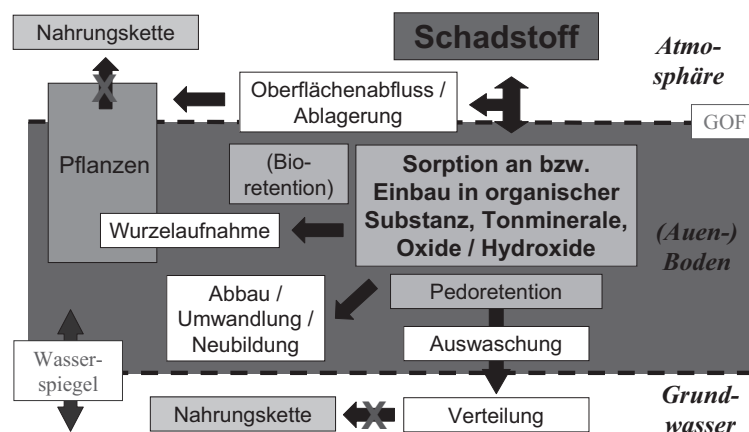 Nahrungskette
Schadstoff
Atmo-
sphäre
Oberflächenabfluss /
Ablagerung
GOF
Pflanzen
(Bio-
retention)
Sorption an bzw.
Einbau in organischer
Substanz, Tonminerale,
Oxide / Hydroxide
Wurzelaufnahme
(Auen-)
Boden
Abbau /
Umwandlung /
Neubildung
Pedoretention
Auswaschung
Wasser-
spiegel
Nahrungskette
Verteilung
Grund-
wasser